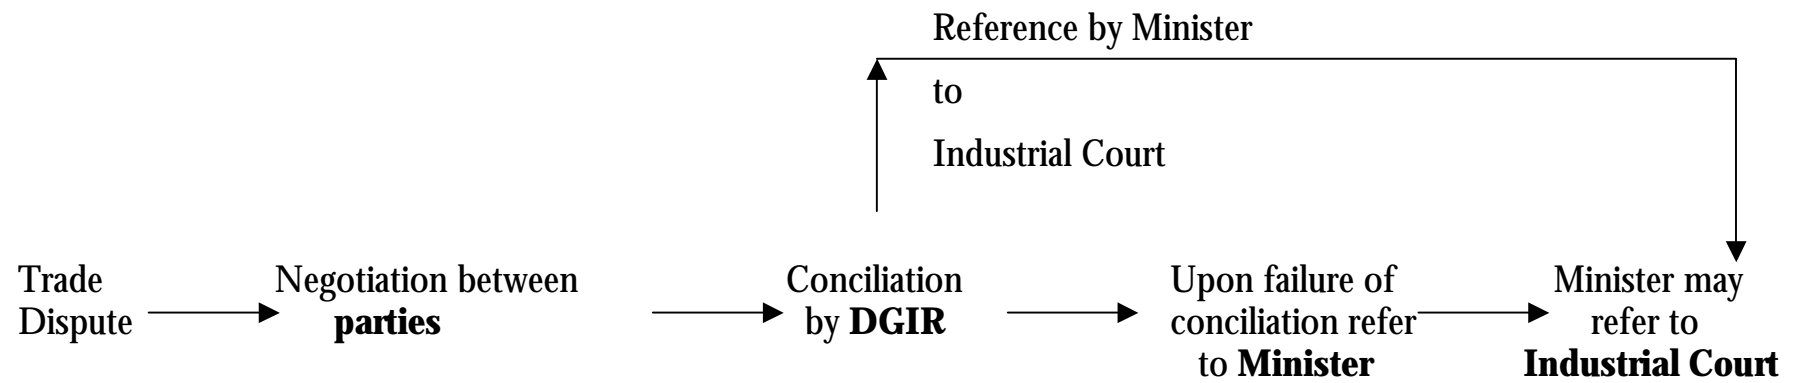 Reference by Minister
to
Industrial Court
Trade
Dispute
Negotiation between
parties
Conciliation
by DGIR
Upon failure of
conciliation refer
to Minister
Minister may
refer to
Industrial Court